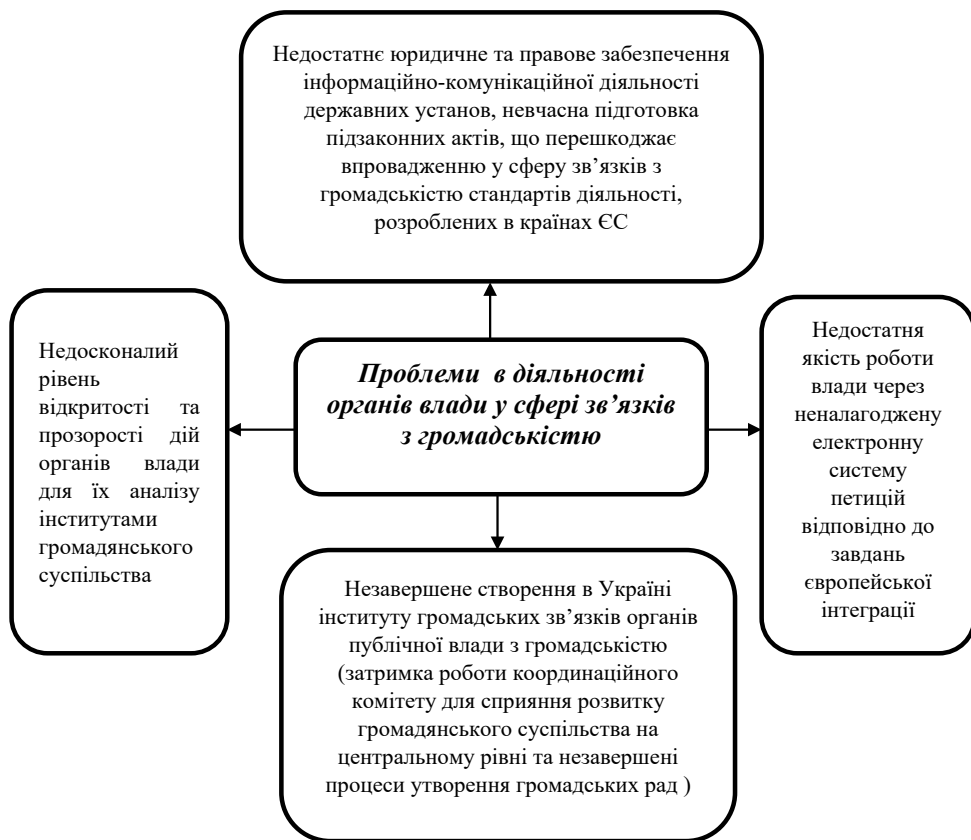 Недостатнє юридичне та правове забезпечення
інформаційно-комунікаційної діяльності
державних установ, невчасна підготовка
підзаконних актів, що перешкоджає
впровадженню у сферу зв’язків з
громадськістю стандартів діяльності,
розроблених в країнах ЄС
Недосконалий
рівень
відкритості та
прозорості дій
органів влади
для їх аналізу
інститутами
громадянського
суспільства
Проблеми в діяльності
органів влади у сфері зв’язків
з громадськістю
Недостатня
якість роботи
влади через
неналагоджену
електронну
систему
петицій
відповідно до
завдань
європейської
інтеграції
Незавершене створення в Україні
інституту громадських зв’язків органів
публічної влади з громадськістю
(затримка роботи координаційного
комітету для сприяння розвитку
громадянського суспільства на
центральному рівні та незавершені
процеси утворення громадських рад )